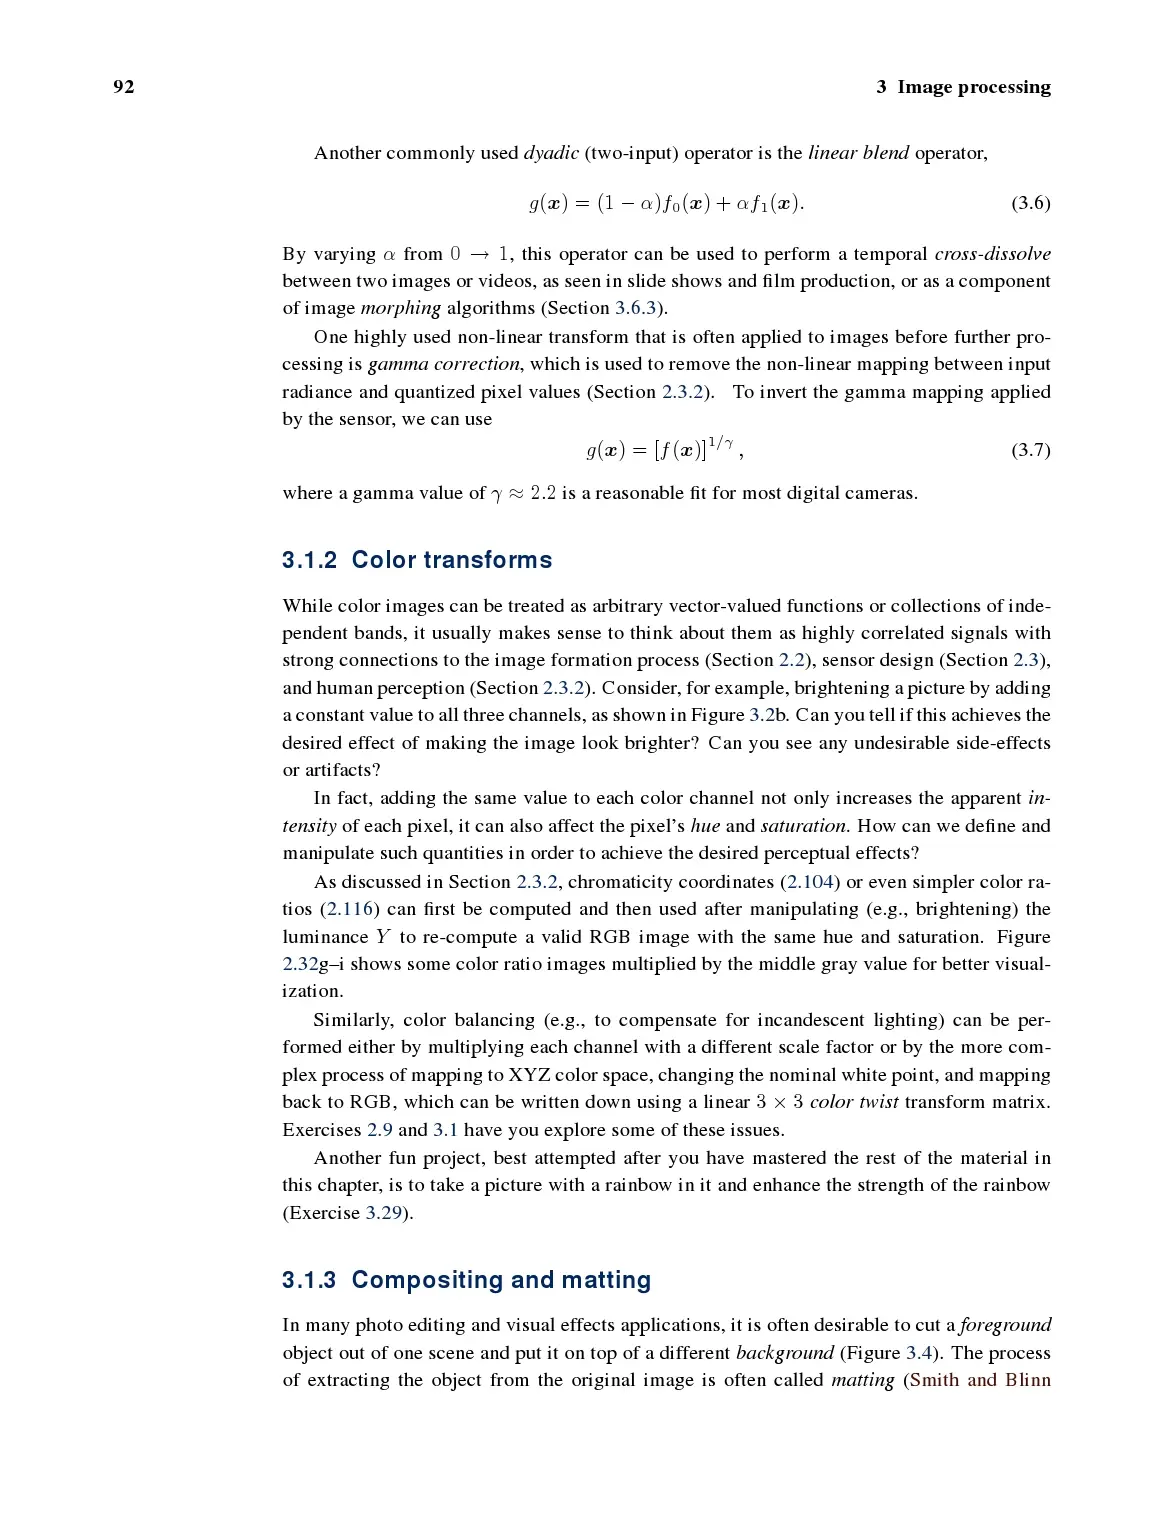 92
3 Image processing
Another commonly used dyadic (two-input) operator is the linear blend operator,
g(x) = (1 − α)f₀(x) + αf₁(x). (3.6)
By varying α from 0 → 1, this operator can be used to perform a temporal cross-dissolve
between two images or videos, as seen in slide shows and film production, or as a component
of image morphing algorithms (Section 3.6.3).
One highly used non-linear transform that is often applied to images before further pro-
cessing is gamma correction, which is used to remove the non-linear mapping between input
radiance and quantized pixel values (Section 2.3.2). To invert the gamma mapping applied
by the sensor, we can use
g(x) = [f(x)]^{1/γ} , (3.7)
where a gamma value of γ ≈ 2.2 is a reasonable fit for most digital cameras.
3.1.2 Color transforms
While color images can be treated as arbitrary vector-valued functions or collections of inde-
pendent bands, it usually makes sense to think about them as highly correlated signals with
strong connections to the image formation process (Section 2.2), sensor design (Section 2.3),
and human perception (Section 2.3.2). Consider, for example, brightening a picture by adding
a constant value to all three channels, as shown in Figure 3.2b. Can you tell if this achieves the
desired effect of making the image look brighter? Can you see any undesirable side-effects
or artifacts?
In fact, adding the same value to each color channel not only increases the apparent in-
tensity of each pixel, it can also affect the pixel's hue and saturation. How can we define and
manipulate such quantities in order to achieve the desired perceptual effects?
As discussed in Section 2.3.2, chromaticity coordinates (2.104) or even simpler color ra-
tios (2.116) can first be computed and then used after manipulating (e.g., brightening) the
luminance Y to re-compute a valid RGB image with the same hue and saturation. Figure
2.32g–i shows some color ratio images multiplied by the middle gray value for better visual-
ization.
Similarly, color balancing (e.g., to compensate for incandescent lighting) can be per-
formed either by multiplying each channel with a different scale factor or by the more com-
plex process of mapping to XYZ color space, changing the nominal white point, and mapping
back to RGB, which can be written down using a linear 3 × 3 color twist transform matrix.
Exercises 2.9 and 3.1 have you explore some of these issues.
Another fun project, best attempted after you have mastered the rest of the material in
this chapter, is to take a picture with a rainbow in it and enhance the strength of the rainbow
(Exercise 3.29).
3.1.3 Compositing and matting
In many photo editing and visual effects applications, it is often desirable to cut a foreground
object out of one scene and put it on top of a different background (Figure 3.4). The process
of extracting the object from the original image is often called matting (Smith and Blinn